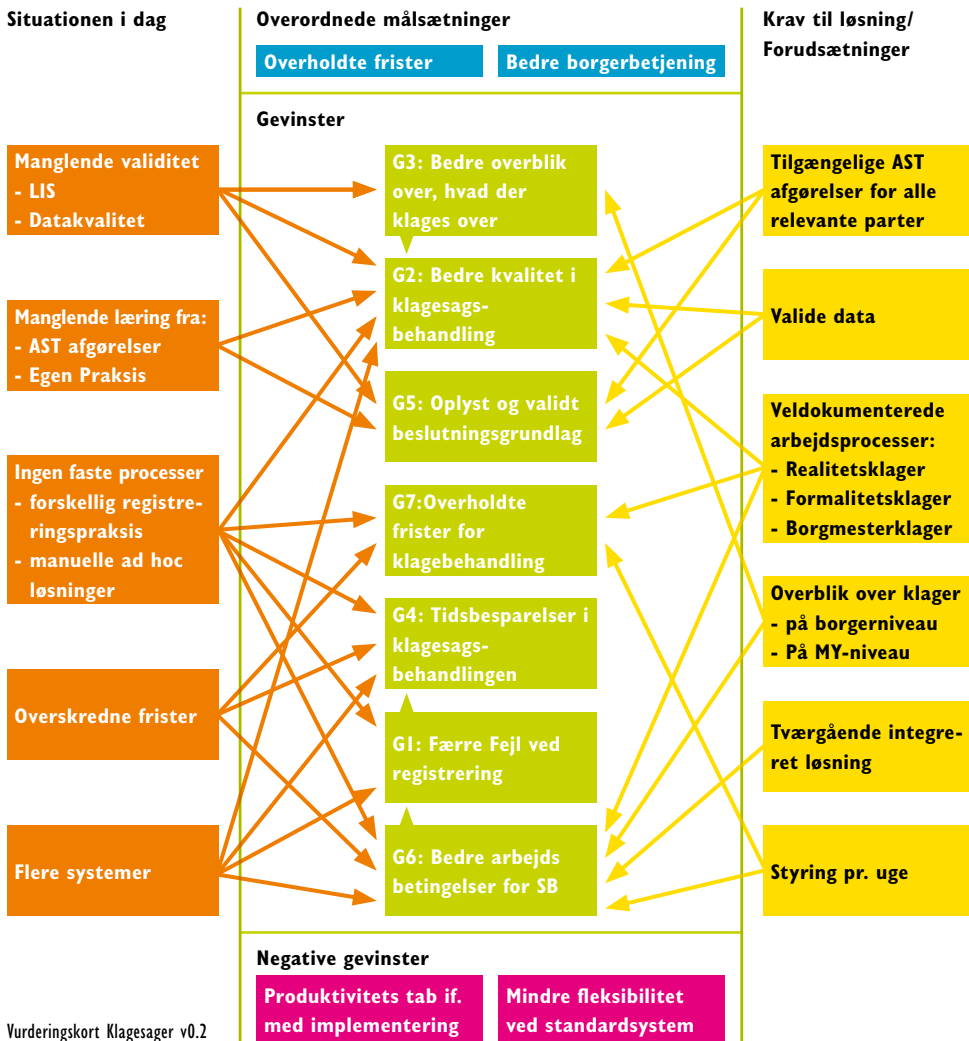 Situationen i dag
Overordnede målsætninger
Krav til løsning/
Forudsætninger
Overholdte frister
Bedre borgerbetjening
Gevinster
Manglende validitet
- LIS
- Datakvalitet
Manglende læring fra:
- AST afgørelser
- Egen Praksis
Ingen faste processer
- forskellig registre-
ringspraksis
- manuelle ad hoc
løsninger
Overskredne frister
Flere systemer
G3: Bedre overblik
over, hvad der
klages over
G2: Bedre kvalitet i
klagesags-
behandling
G5: Oplyst og validt
beslutningsgrundlag
G7:Overholdte
frister for
klagebehandling
G4: Tidsbesparelser i
klagesags-
behandlingen
G1: Færre Fejl ved
registrering
G6: Bedre arbejds
betingelser for SB
Tilgængelige AST
afgørelser for alle
relevante parter
Valide data
Veldokumenterede
arbejdsprocesser:
- Realitetsklager
- Formalitetsklager
- Borgmesterklager
Overblik over klager
- på borgerniveau
- På MY-niveau
Tværgående integre-
ret løsning
Styring pr. uge
Negative gevinster
Produktivitets tab if.
med implementering
Mindre fleksibilitet
ved standardsystem
Vurderingskort Klagesager v0.2